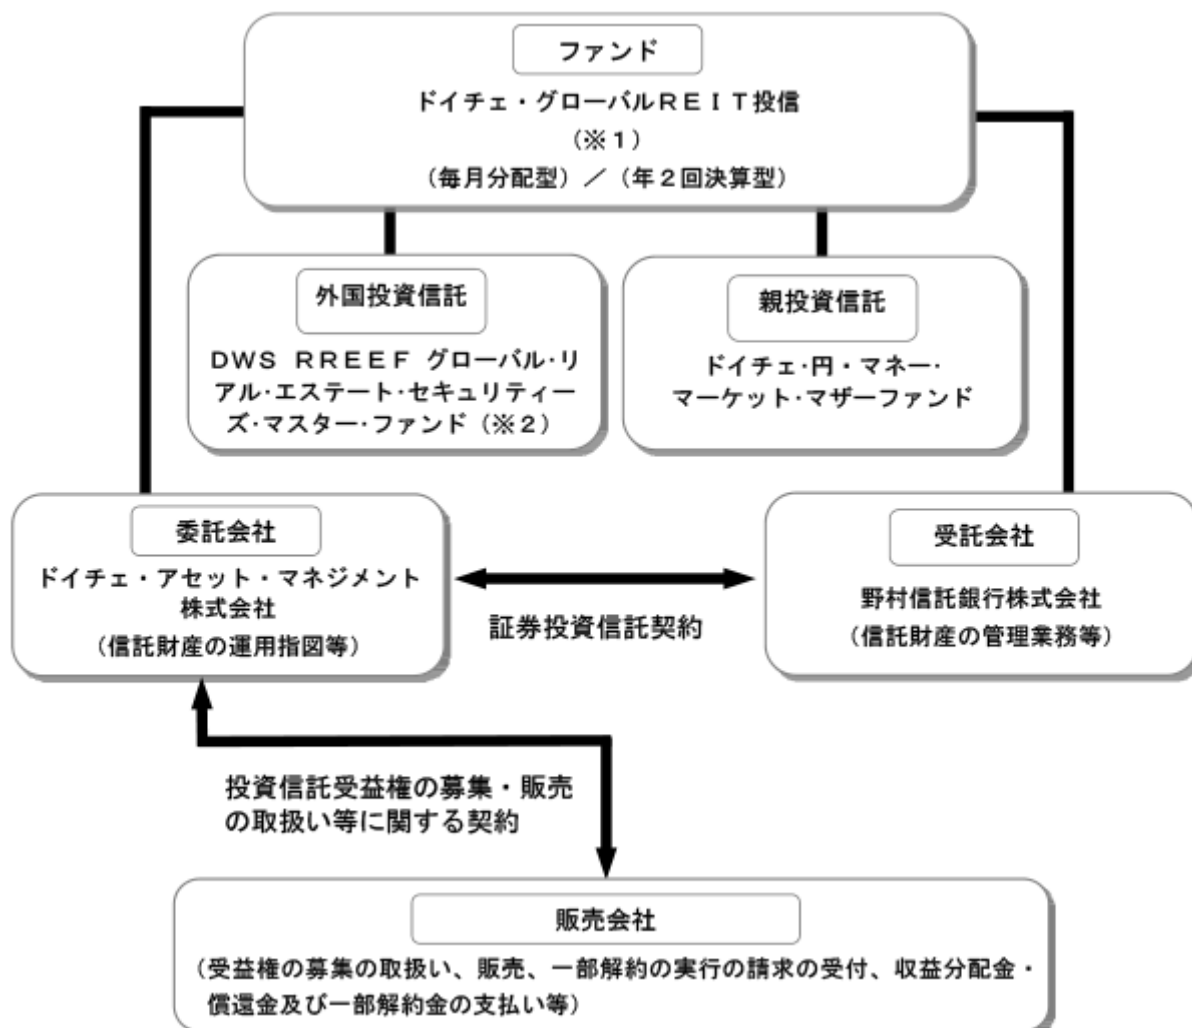 ファンド
ドイチェ・グローバルＲＥＩＴ投信
（※１）
（毎月分配型）／（年２回決算型）
外国投資信託
ＤＷＳ ＲＲＥＥＦ グローバル・リ
アル・エステート・セキュリティー
ズ・マスター・ファンド（※２）
親投資信託
ドイチェ・円・マネー・
マーケット・マザーファンド
委託会社
ドイチェ・アセット・マネジメント
株式会社
（信託財産の運用指図等）
証券投資信託契約
受託会社
野村信託銀行株式会社
（信託財産の管理業務等）
投資信託受益権の募集・販売
の取扱い等に関する契約
販売会社
（受益権の募集の取扱い、販売、一部解約の実行の請求の受付、収益分配金・
償還金及び一部解約金の支払い等）